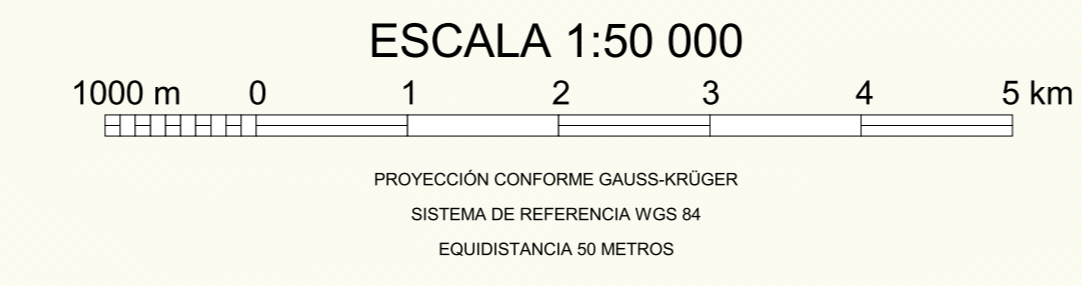 ESCALA 1:50 000
1000 m 0 1 2 3 4 5 km
PROYECCIÓN CONFORME GAUSS-KRÜGER
SISTEMA DE REFERENCIA WGS 84
EQUIDISTANCIA 50 METROS